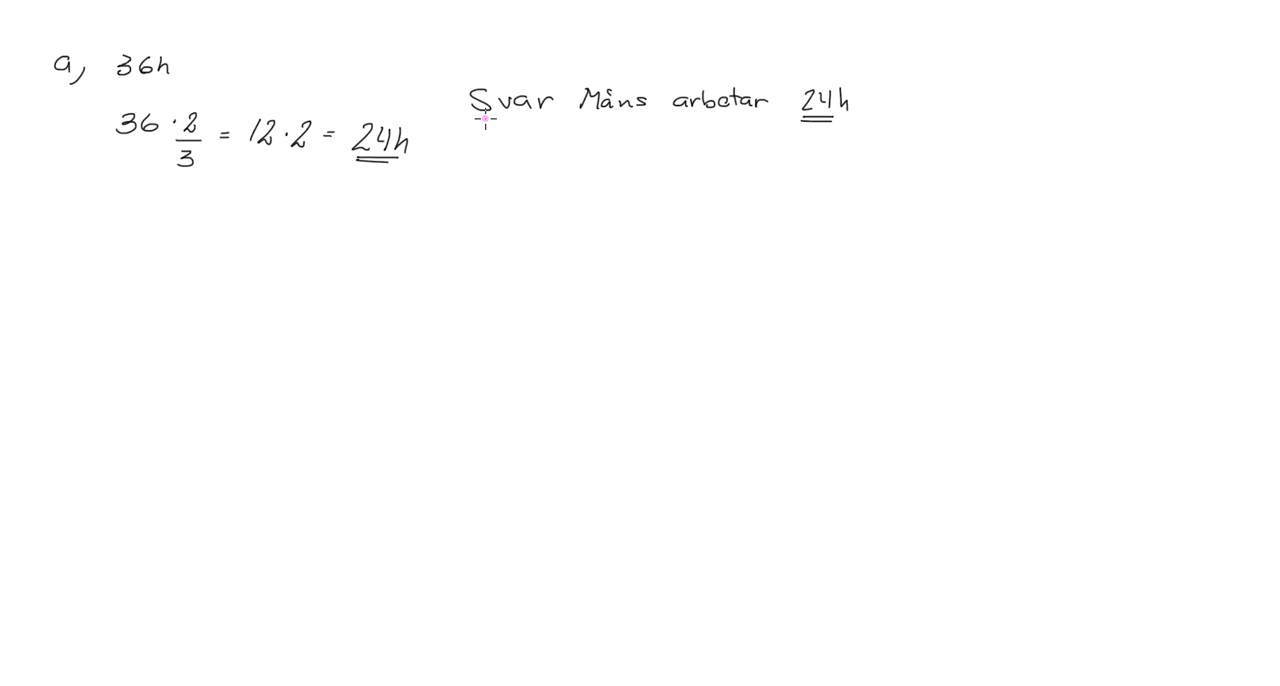 a, 36h
36 · 2/3 = 12 · 2 = 24h
Svar Måns arbetar 24h